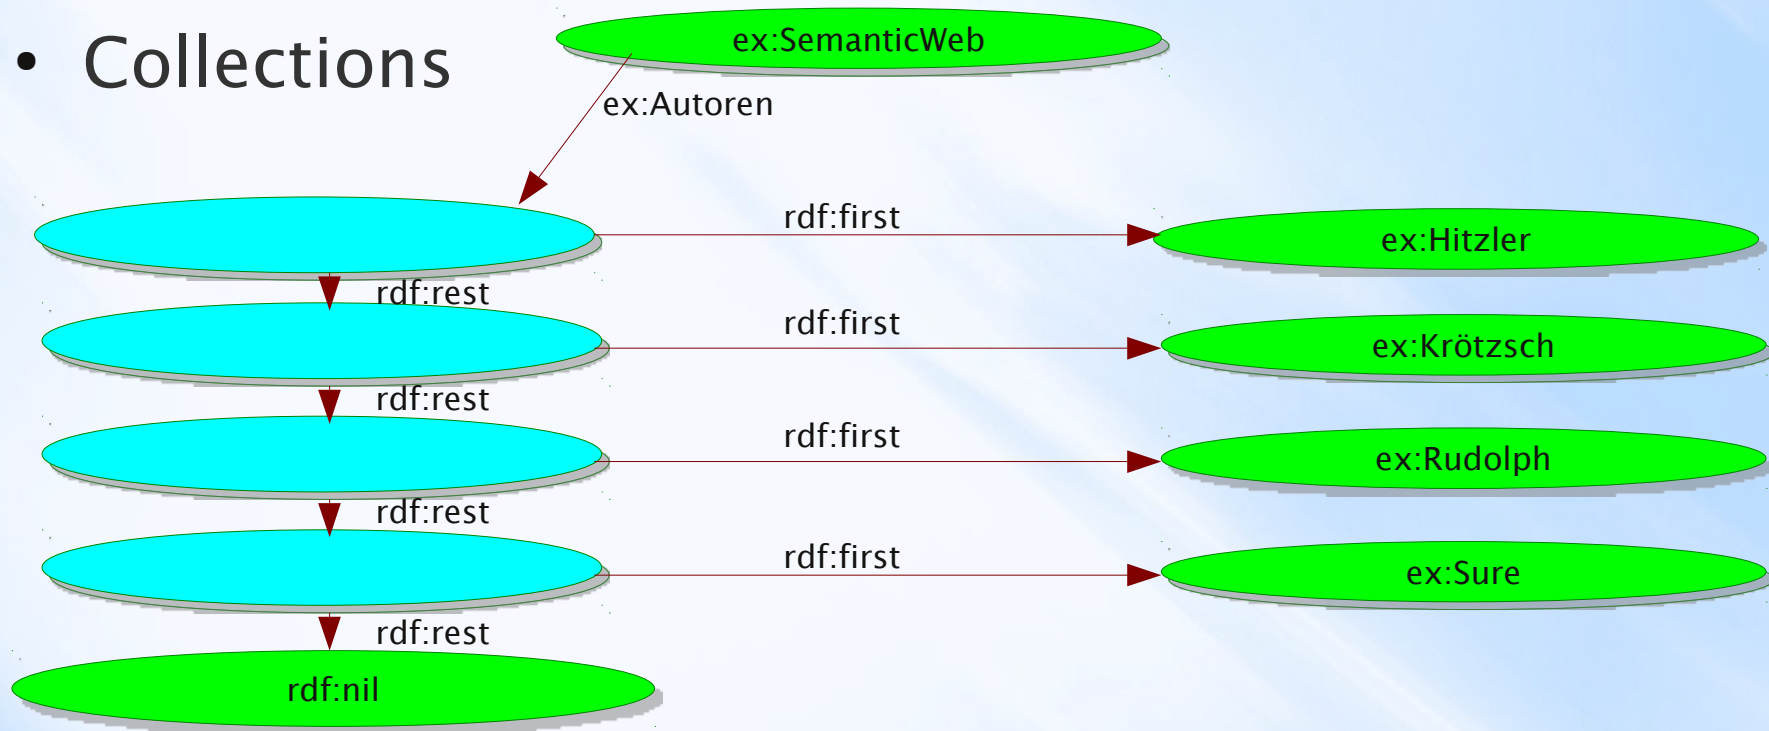 • Collections
ex:SemanticWeb
ex:Autoren
rdf:first
ex:Hitzler
rdf:rest
rdf:first
ex:Krötzsch
rdf:rest
rdf:first
ex:Rudolph
rdf:rest
rdf:first
ex:Sure
rdf:rest
rdf:nil